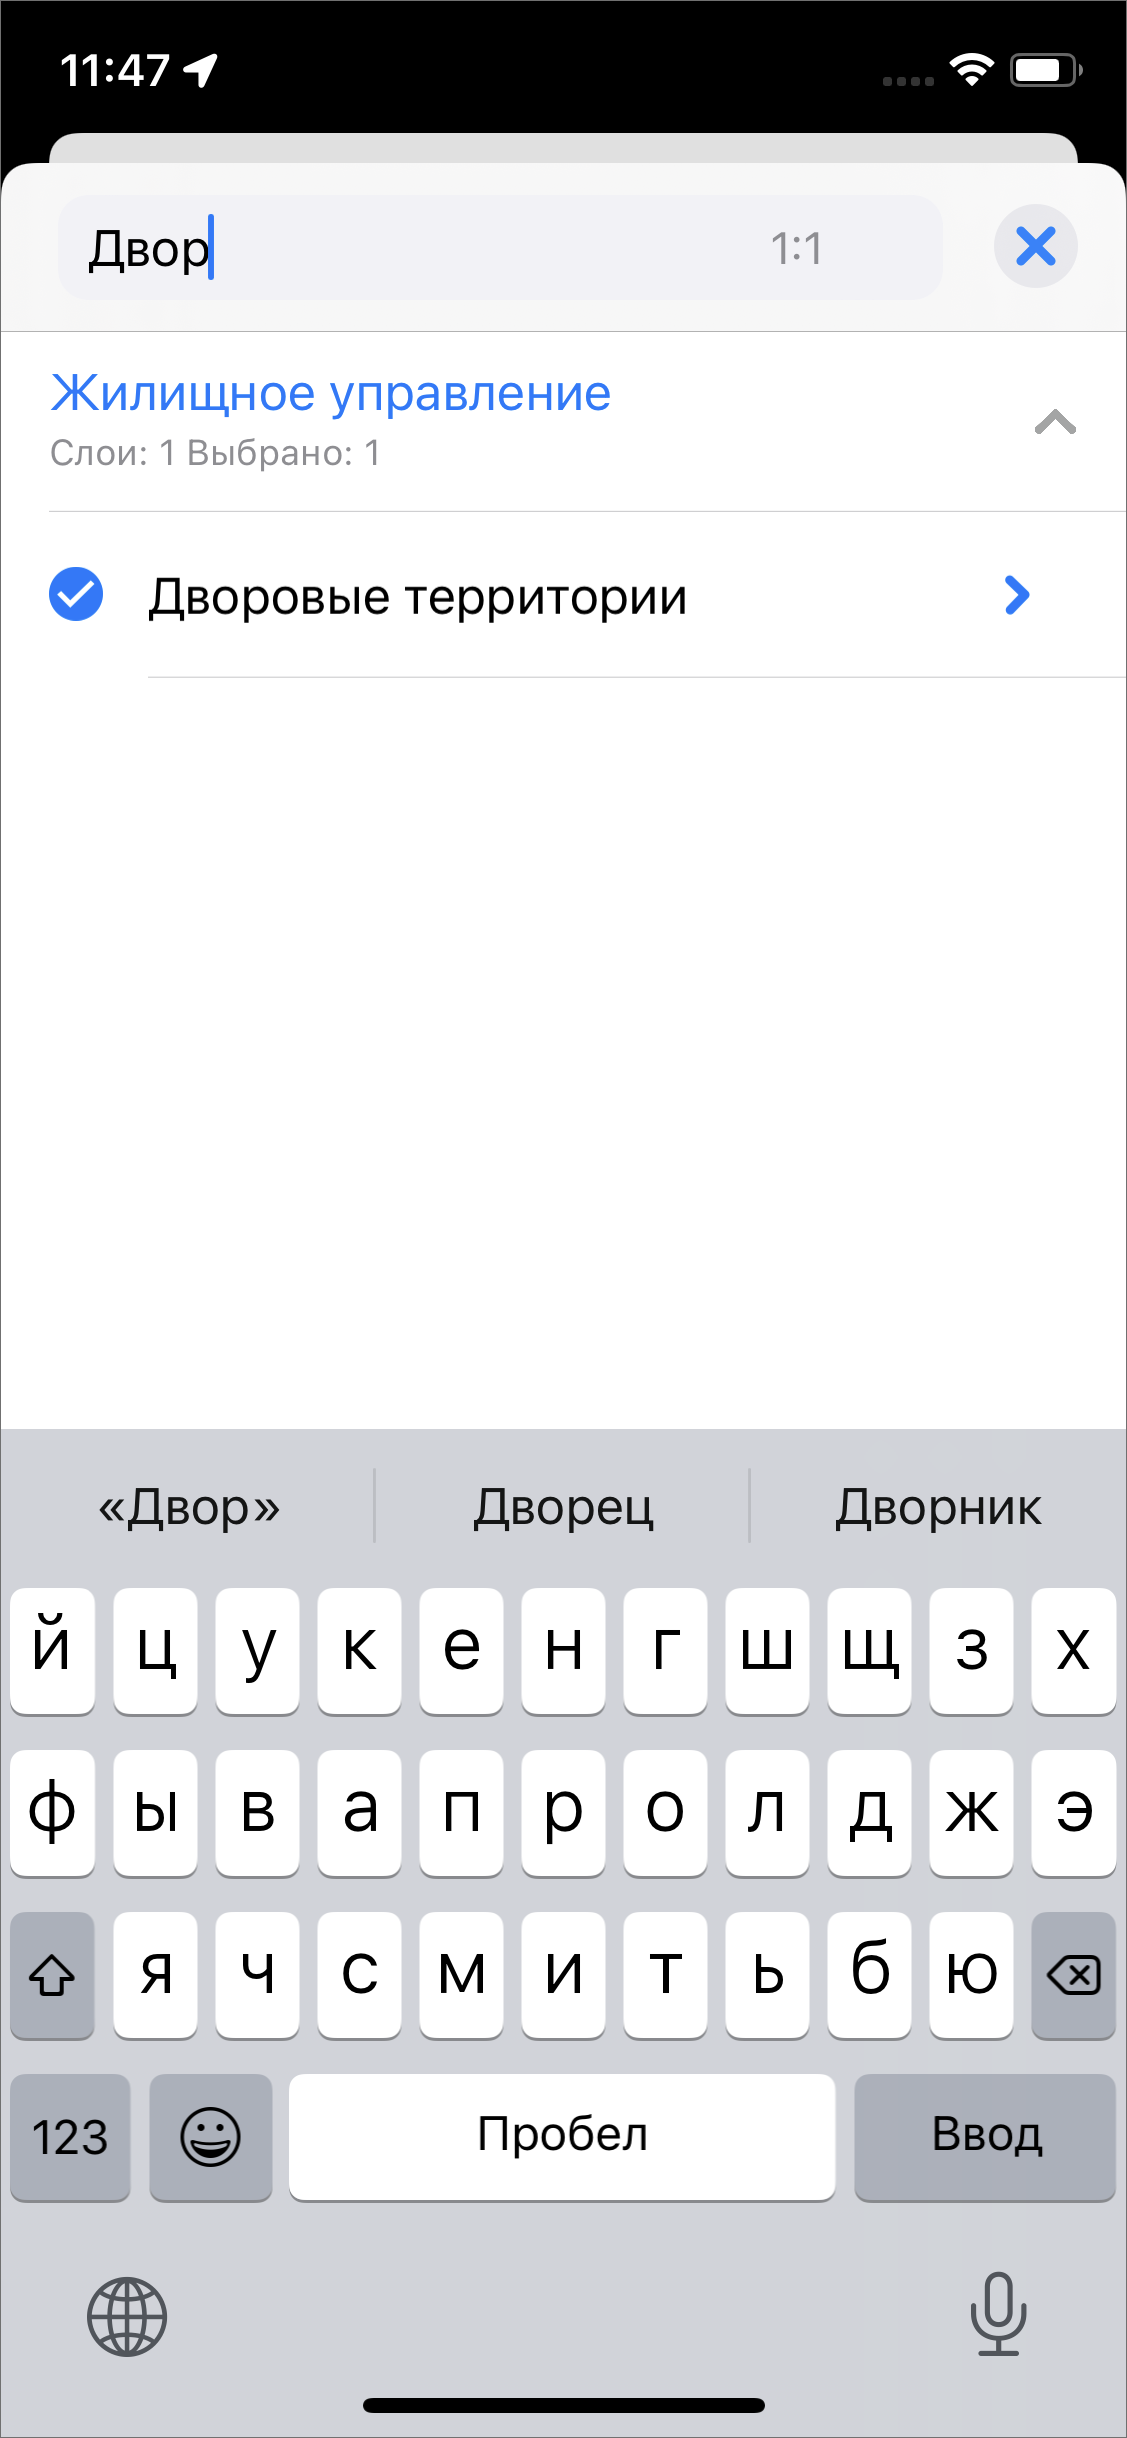 11:47
Двор 1:1
Жилищное управление
Слои: 1 Выбрано: 1
Дворовые территории
«Двор» Дворец Дворник
й ц у к е н г ш щ з х
ф ы в а п р о л д ж э
я ч с м и т ь б ю
123 Пробел Ввод